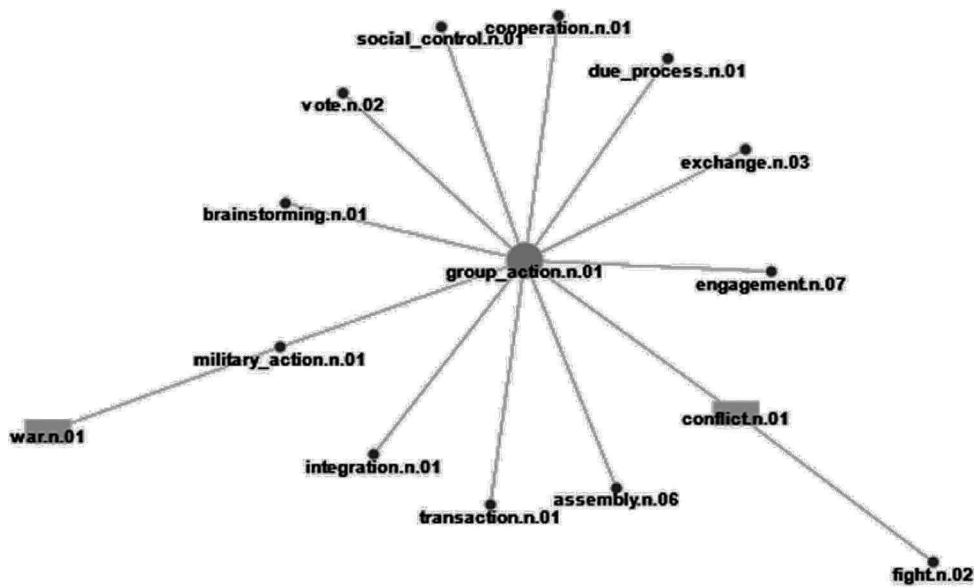 cooperation.n.01
social_control.n.01
due_process.n.01
vote.n.02
exchange.n.03
brainstorming.n.01
group_action.n.01
engagement.n.07
military_action.n.01
conflict.n.01
war.n.01
integration.n.01
assembly.n.06
transaction.n.01
fight.n.02